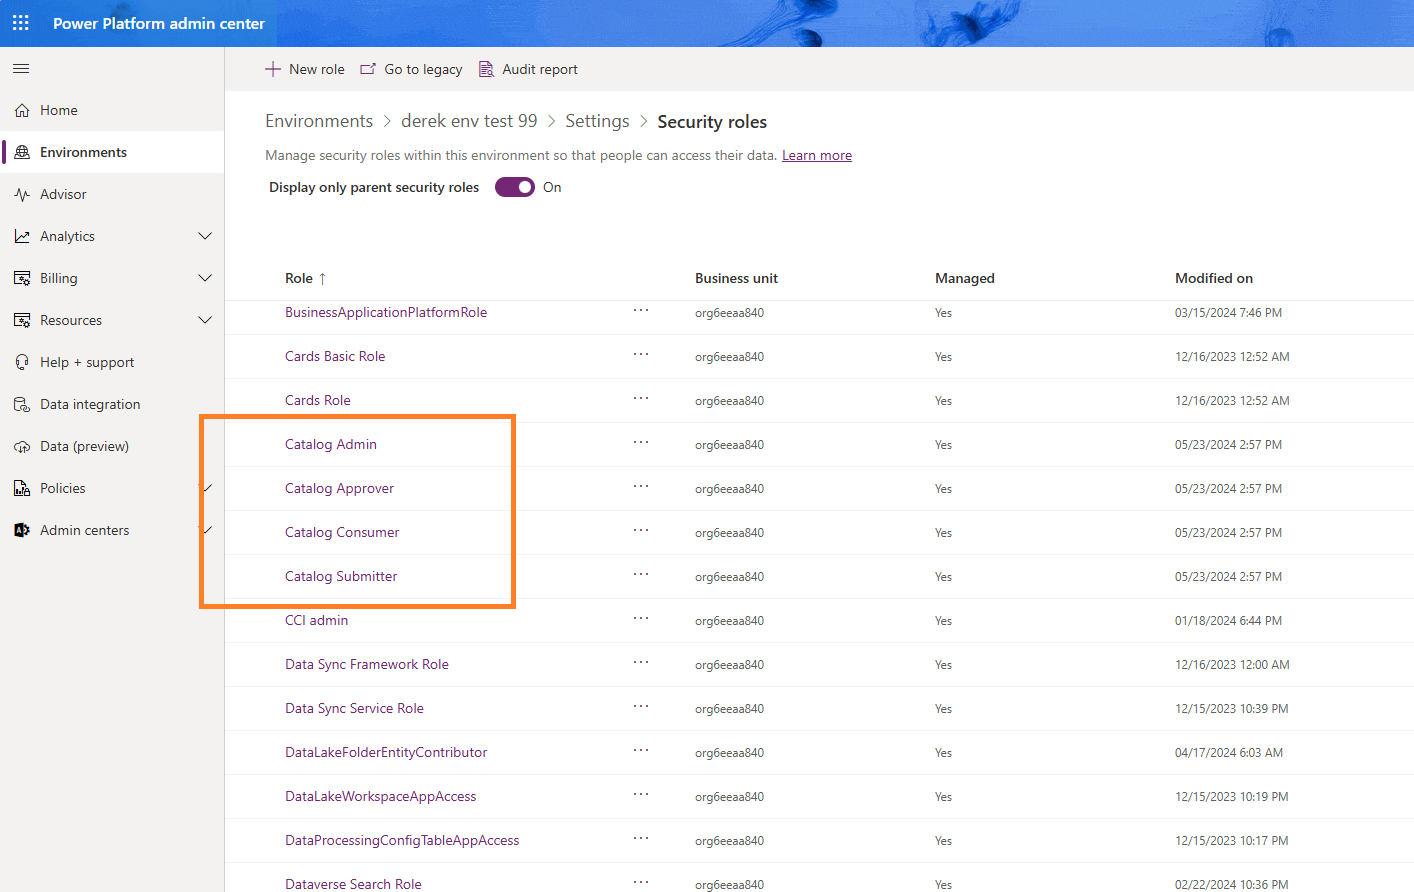 Power Platform admin center
New role Go to legacy Audit report
Home
Environments
Advisor
Analytics
Billing
Resources
Help + support
Data integration
Data (preview)
Policies
Admin centers
Environments > derek env test 99 > Settings > Security roles
Manage security roles within this environment so that people can access their data. Learn more
Display only parent security roles On
Role ↑ Business unit Managed Modified on
BusinessApplicationPlatformRole ... org6eeaa840 Yes 03/15/2024 7:46 PM
Cards Basic Role ... org6eeaa840 Yes 12/16/2023 12:52 AM
Cards Role ... org6eeaa840 Yes 12/16/2023 12:52 AM
Catalog Admin ... org6eeaa840 Yes 05/23/2024 2:57 PM
Catalog Approver ... org6eeaa840 Yes 05/23/2024 2:57 PM
Catalog Consumer ... org6eeaa840 Yes 05/23/2024 2:57 PM
Catalog Submitter ... org6eeaa840 Yes 05/23/2024 2:57 PM
CCI admin ... org6eeaa840 Yes 01/18/2024 6:44 PM
Data Sync Framework Role ... org6eeaa840 Yes 12/16/2023 12:00 AM
Data Sync Service Role ... org6eeaa840 Yes 12/15/2023 10:39 PM
DataLakeFolderEntityContributor ... org6eeaa840 Yes 04/17/2024 6:03 AM
DataLakeWorkspaceAppAccess ... org6eeaa840 Yes 12/15/2023 10:19 PM
DataProcessingConfigTableAppAccess ... org6eeaa840 Yes 12/15/2023 10:17 PM
Dataverse Search Role ... org6eeaa840 Yes 02/22/2024 10:36 PM